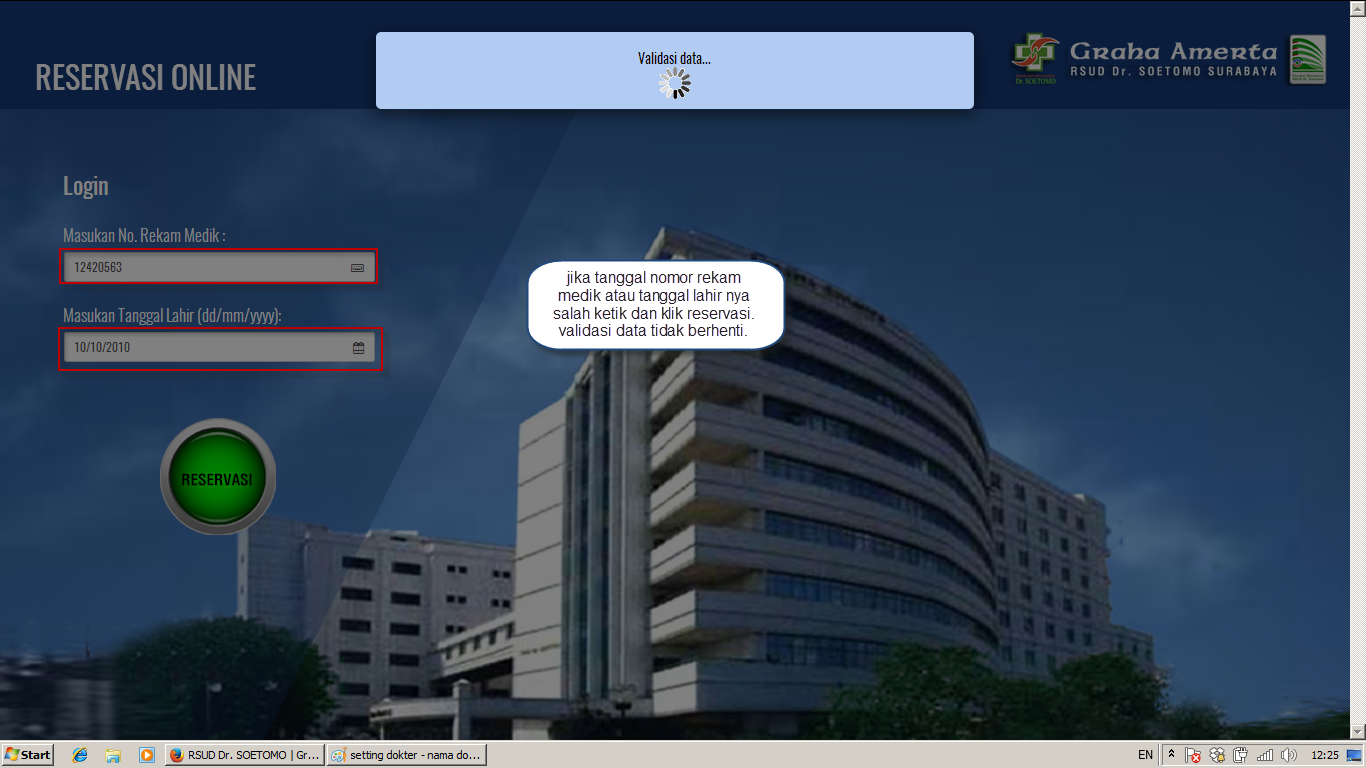 RESERVASI ONLINE
Validasi data...
Dr. SOETOMO
Graha Amerta
RSUD Dr. SOETOMO SURABAYA
Login
Masukan No. Rekam Medik :
12420563
Masukan Tanggal Lahir (dd/mm/yyyy):
10/10/2010
RESERVASI
jika tanggal nomor rekam
medik atau tanggal lahir nya
salah ketik dan klik reservasi.
validasi data tidak berhenti.
Start
RSUD Dr. SOETOMO | Gr...
setting dokter - nama do...
EN
12:25